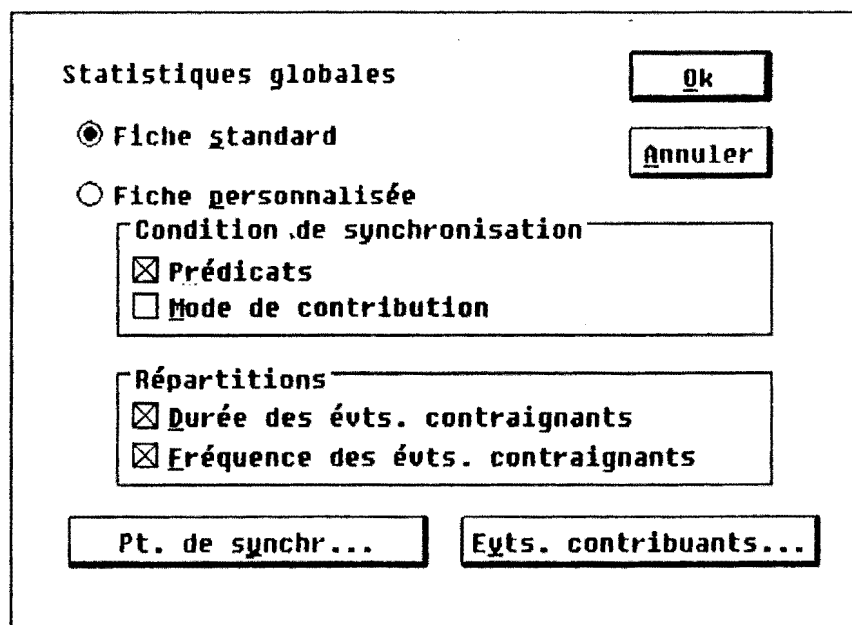 Statistiques globales
Ok
Fiche standard
Annuler
Fiche personnalisée
Condition de synchronisation
Prédicats
Mode de contribution
Répartitions
Durée des évts. contraignants
Fréquence des évts. contraignants
Pt. de synchr...
Evts. contribuants...